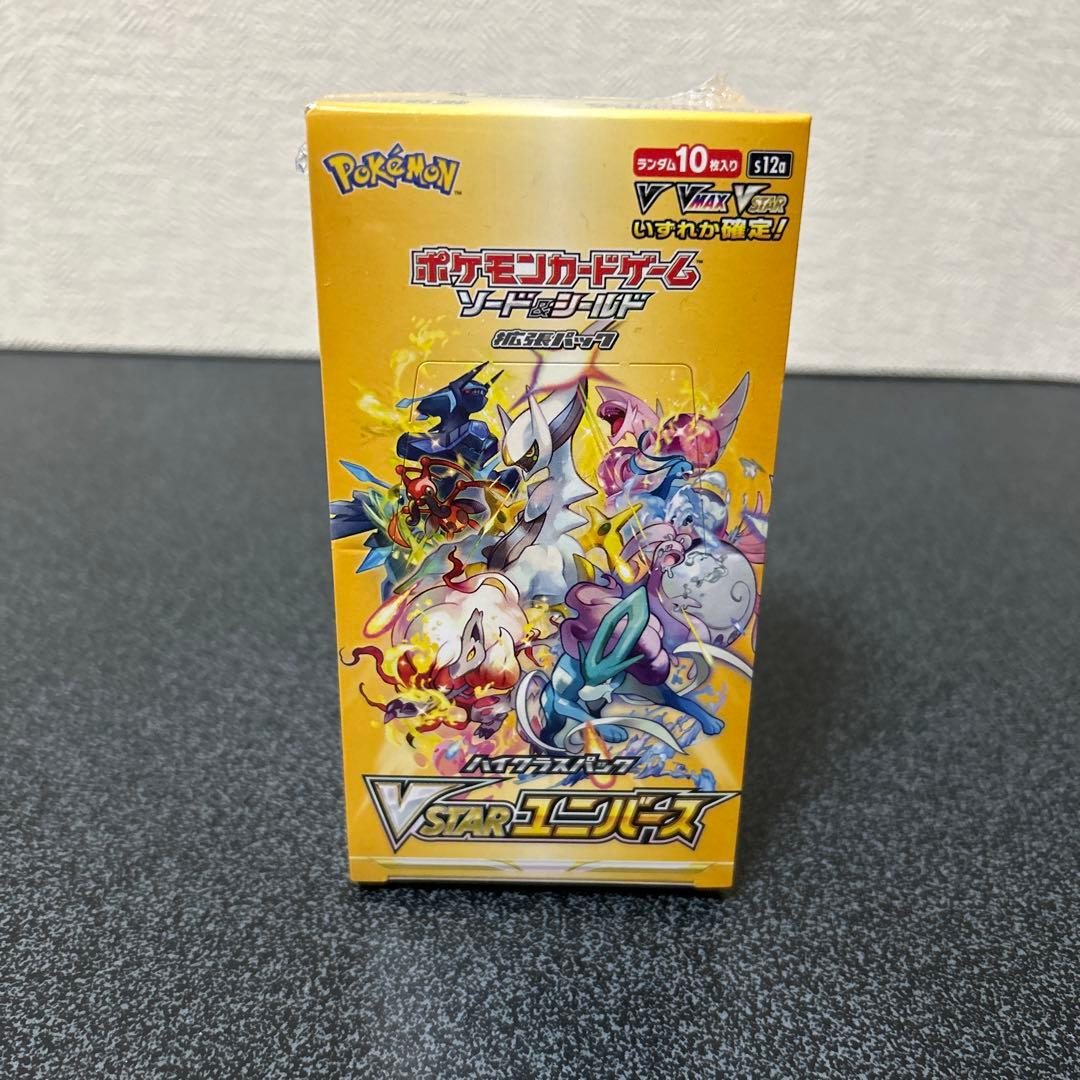 POKéMON™
ランダム10枚入り s12a
V VMAX VSTAR
いずれか確定!
ポケモンカードゲーム™
ソード&シールド
拡張パック
ハイクラスパック
VSTARユニバース